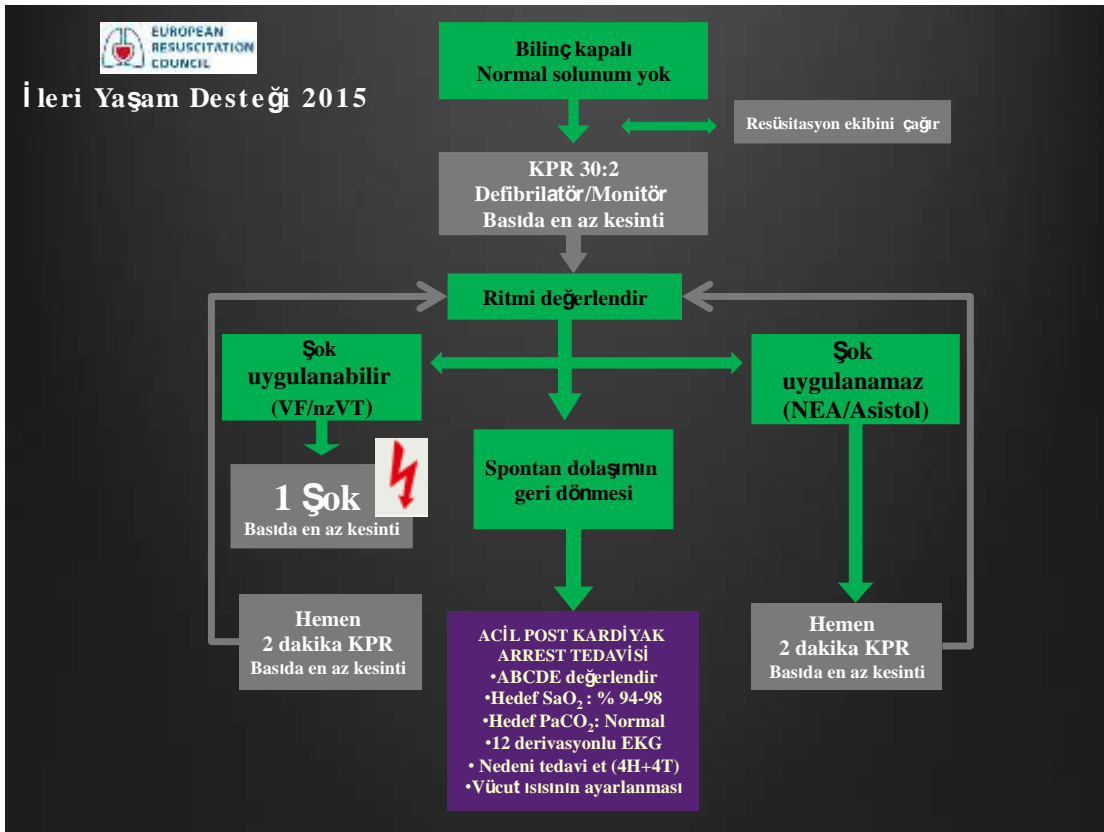 EUROPEAN
RESUSCITATION
COUNCIL
İleri Yaşam Desteği 2015
Bilinç kapalı
Normal solunum yok
Resüsitasyon ekibini çağır
KPR 30:2
Defibrilatör/Monitör
Basıda en az kesinti
Ritmi değerlendir
Şok
uygulanabilir
(VF/nzVT)
Şok
uygulanamaz
(NEA/Asistol)
1 Şok
Basıda en az kesinti
Spontan dolaşımın
geri dönmesi
Hemen
2 dakika KPR
Basıda en az kesinti
ACİL POST KARDİYAK
ARREST TEDAVİSİ
•ABCDE değerlendir
•Hedef SaO₂ : % 94-98
•Hedef PaCO₂: Normal
•12 derivasyonlu EKG
• Nedeni tedavi et (4H+4T)
•Vücut ısısının ayarlanması
Hemen
2 dakika KPR
Basıda en az kesinti